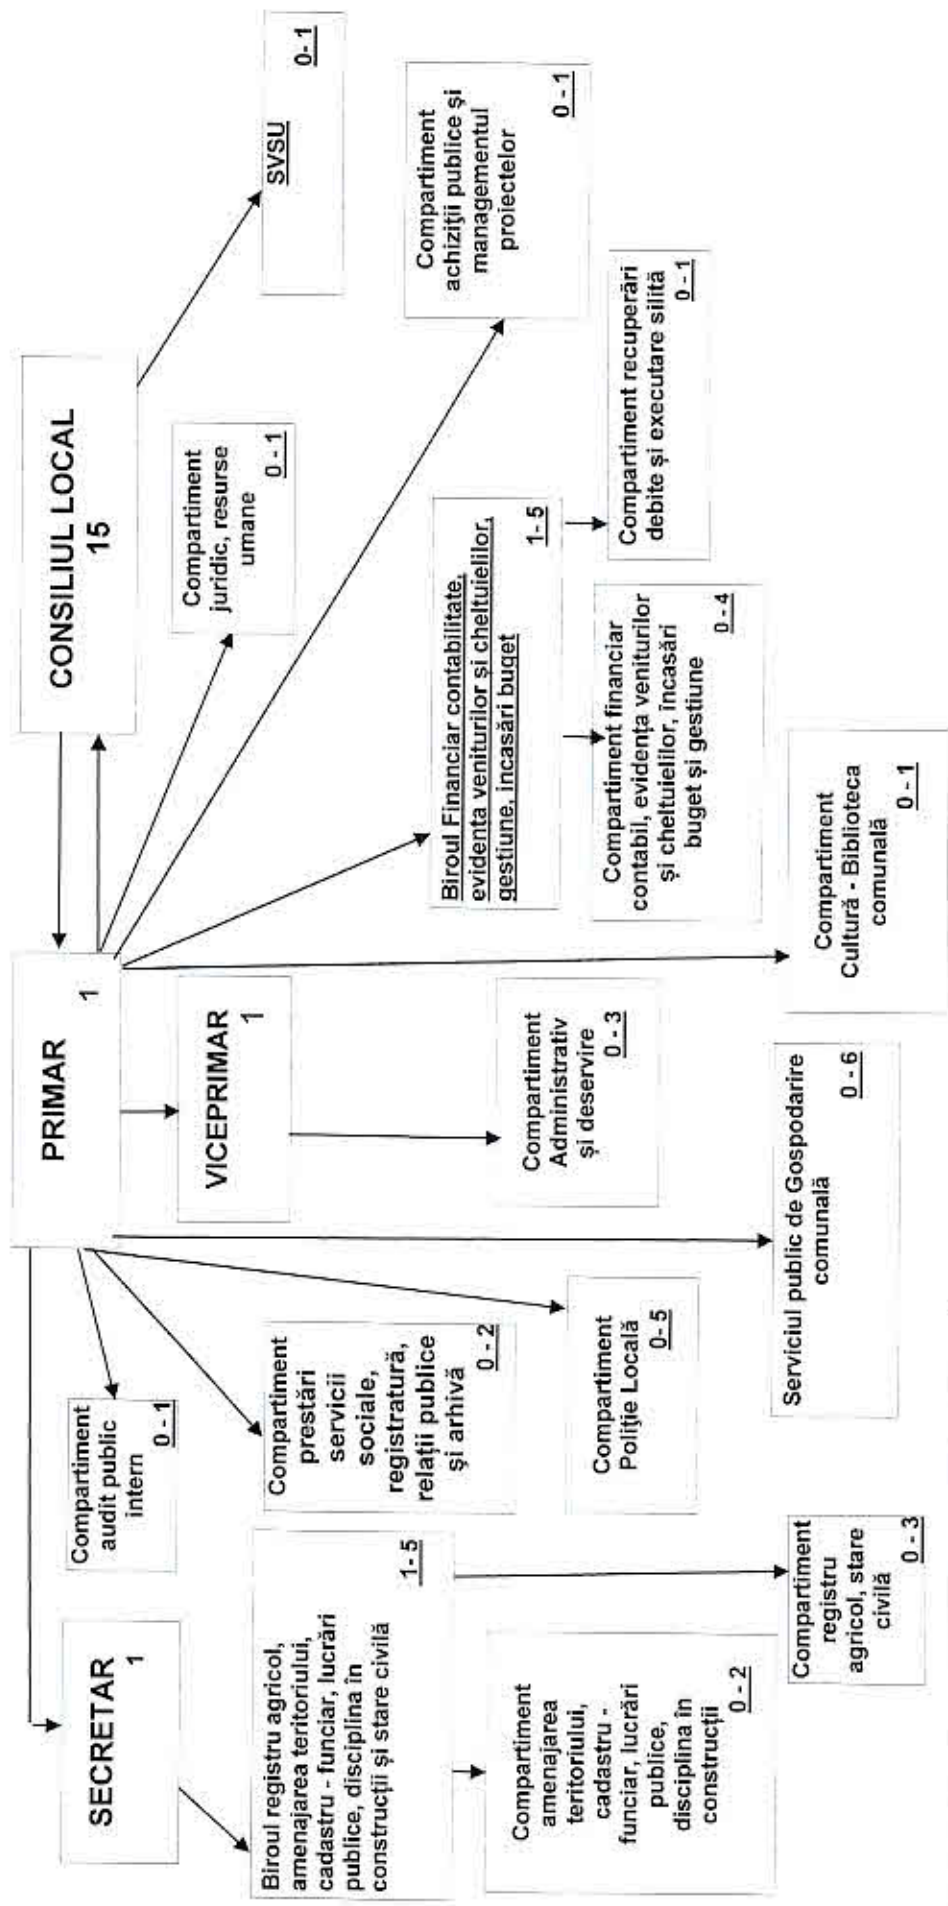 CONSILIUL LOCAL
15
SVSU
0- 1
PRIMAR
1
SECRETAR
1
VICEPRIMAR
1
Compartiment
audit public
intern
0 - 1
Compartiment
juridic, resurse
umane
0 - 1
Compartiment
achiziţii publice şi
managementul
proiectelor
0 - 1
Biroul registru agricol,
amenajarea teritoriului,
cadastru - funciar, lucrări
publice, disciplina în
construcții și stare civilă
1- 5
Compartiment
prestări
servicii
sociale,
registratură,
relații publice
și arhivă
0 - 2
Biroul Financiar contabilitate,
evidenta veniturilor și cheltuielilor,
gestiune, incasări buget
1- 5
Compartiment
amenajarea
teritoriului,
cadastru -
funciar, lucrări
publice,
disciplina în
construcții
0 - 2
Compartiment
Poliţie Locală
0- 5
Compartiment
Administrativ
și deservire
0 - 3
Compartiment financiar
contabil, evidența veniturilor
și cheltuielilor, încasări
buget și gestiune
0 - 4
Compartiment recuperări
debite și executare silită
0 - 1
Compartiment
registru
agricol, stare
civilă
0 - 3
Serviciul public de Gospodarire
comunală
0 - 6
Compartiment
Cultură - Biblioteca
comunală
0 - 1